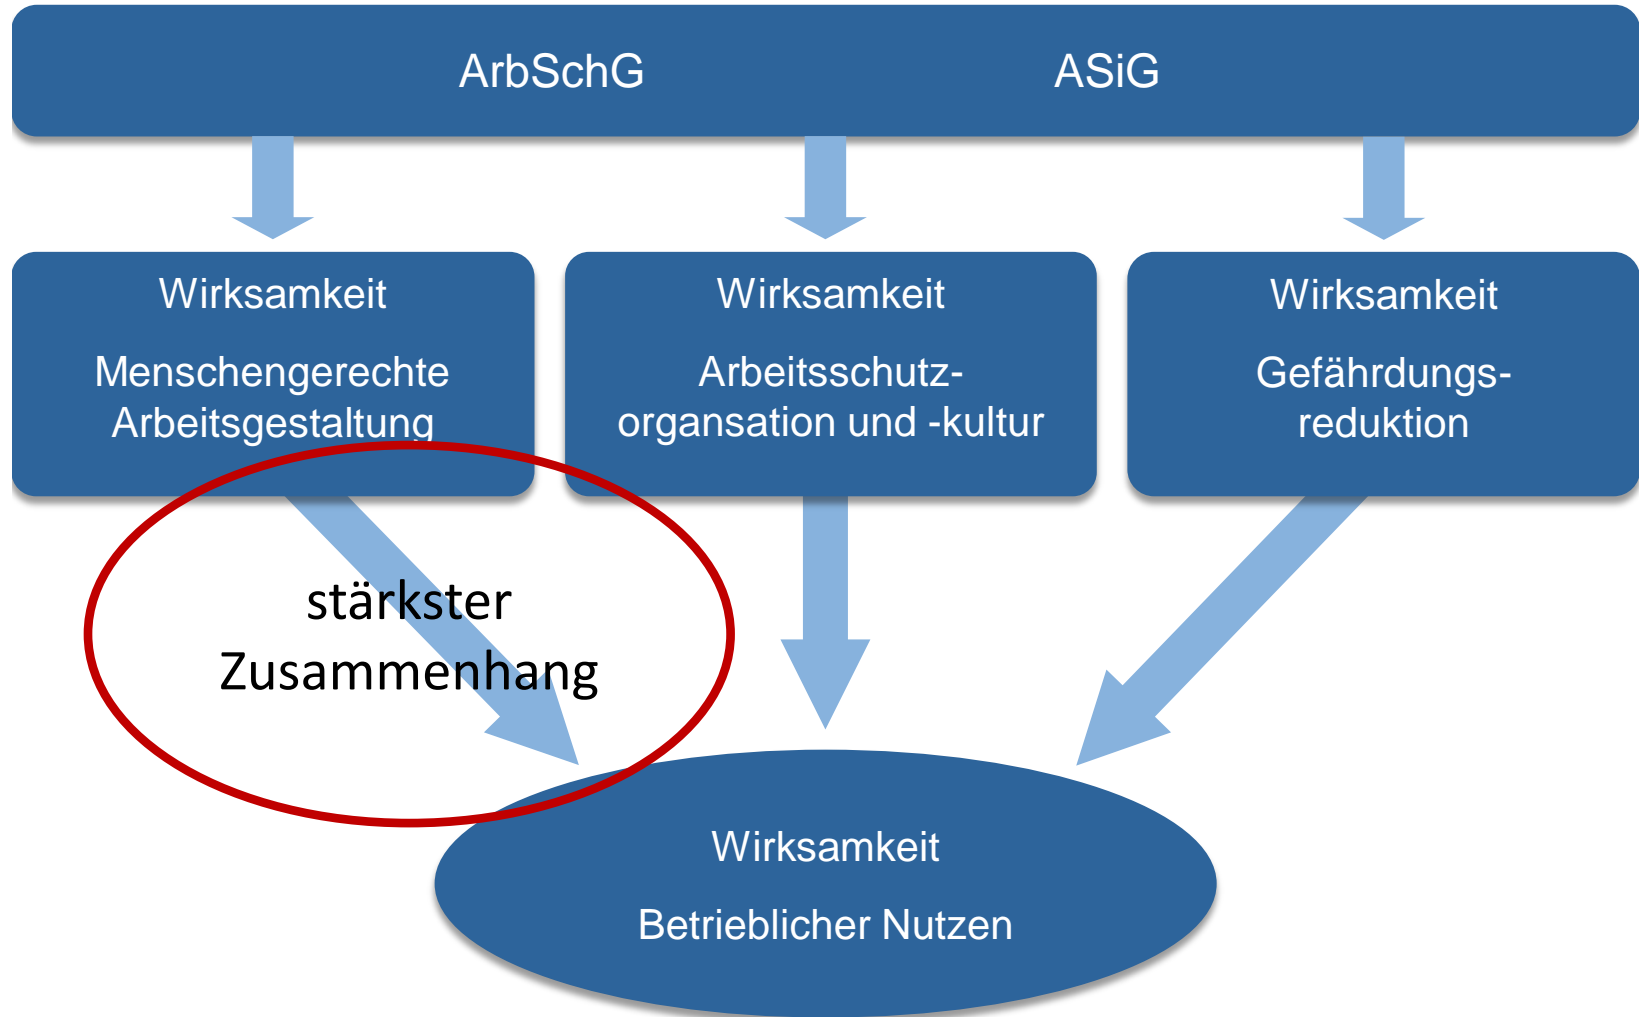 ArbSchG ASiG
Wirksamkeit
Menschengerechte
Arbeitsgestaltung
Wirksamkeit
Arbeitsschutz-
organsation und -kultur
Wirksamkeit
Gefährdungs-
reduktion
stärkster
Zusammenhang
Wirksamkeit
Betrieblicher Nutzen